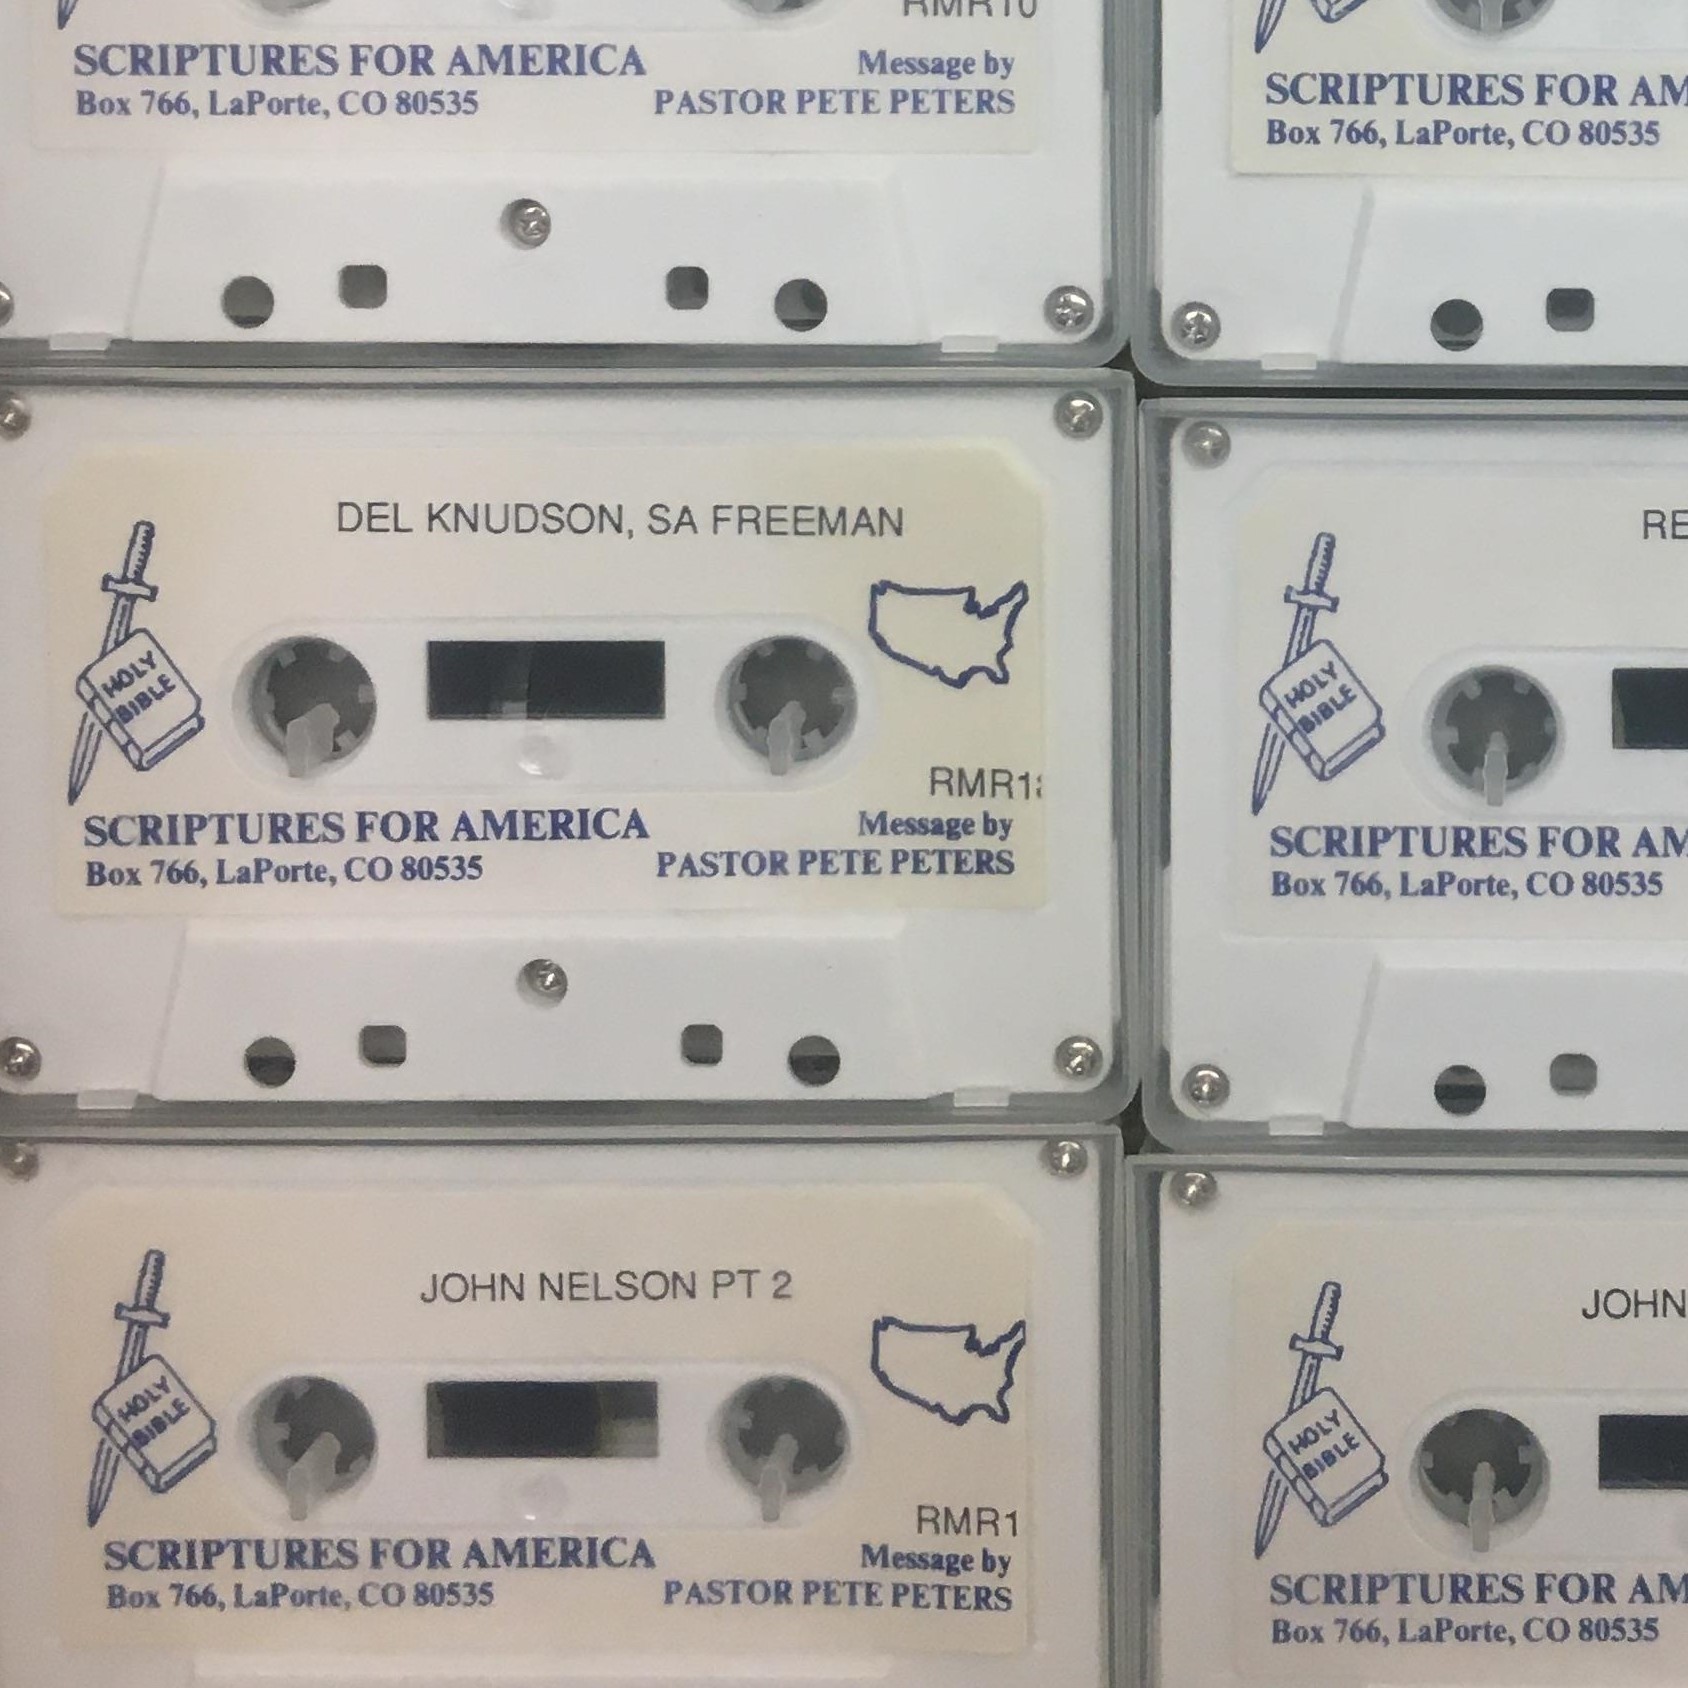 RMR10
SCRIPTURES FOR AMERICA
Box 766, LaPorte, CO 80535
Message by
PASTOR PETE PETERS
SCRIPTURES FOR AM
Box 766, LaPorte, CO 80535
DEL KNUDSON, SA FREEMAN
HOLY
BIBLE
RMR1
SCRIPTURES FOR AMERICA
Box 766, LaPorte, CO 80535
Message by
PASTOR PETE PETERS
RE
HOLY
BIBLE
SCRIPTURES FOR AM
Box 766, LaPorte, CO 80535
JOHN NELSON PT 2
HOLY
BIBLE
RMR1
SCRIPTURES FOR AMERICA
Box 766, LaPorte, CO 80535
Message by
PASTOR PETE PETERS
JOHN
HOLY
BIBLE
SCRIPTURES FOR AM
Box 766, LaPorte, CO 80535